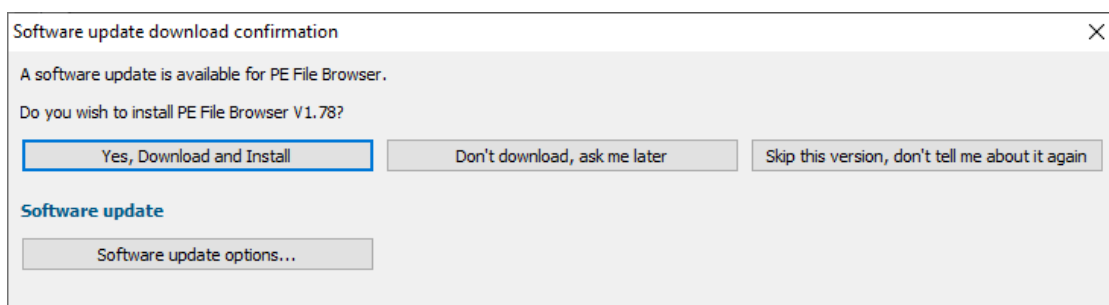 Software update download confirmation
A software update is available for PE File Browser.
Do you wish to install PE File Browser V1.78?
Yes, Download and Install
Don't download, ask me later
Skip this version, don't tell me about it again
Software update
Software update options...